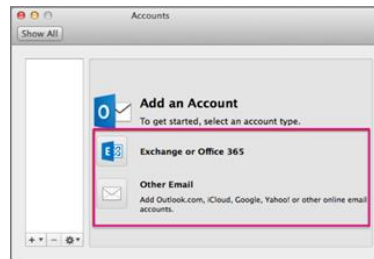 Accounts
Show All
Add an Account
To get started, select an account type.
Exchange or Office 365
Other Email
Add Outlook.com, iCloud, Google, Yahoo! or other online email
accounts.